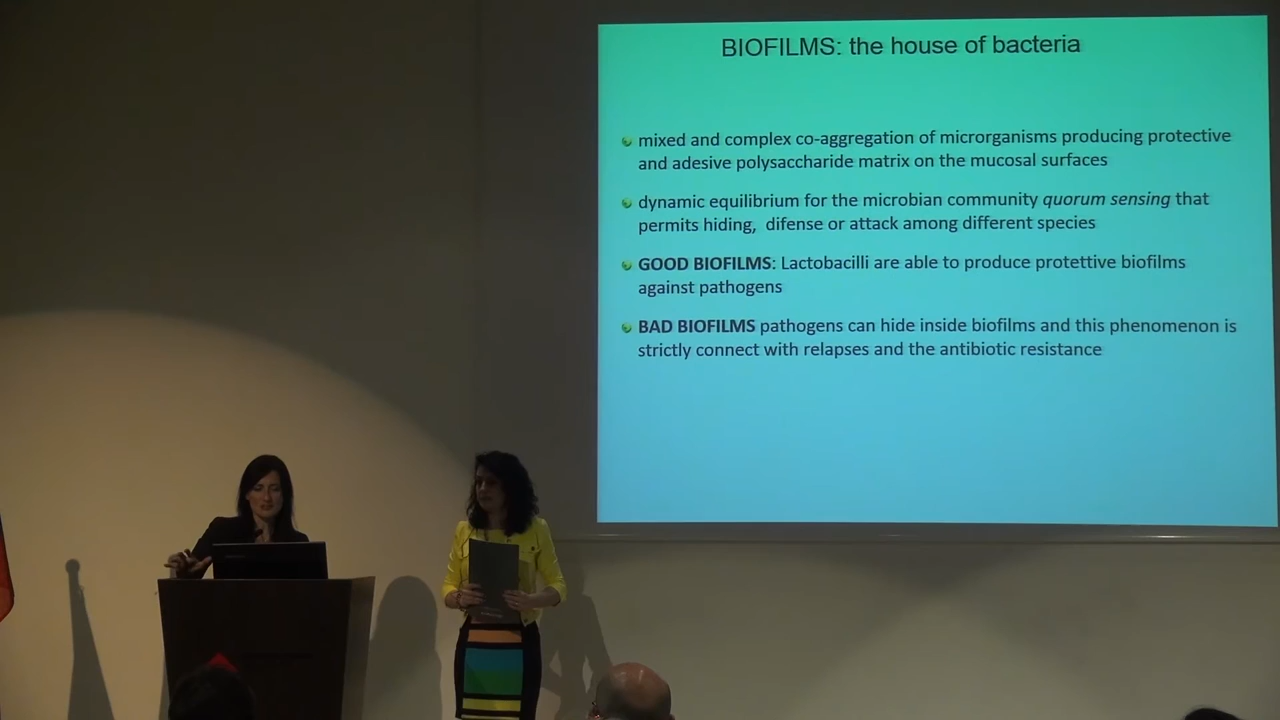 BIOFILMS: the house of bacteria
mixed and complex co-aggregation of microrganisms producing protective
and adesive polysaccharide matrix on the mucosal surfaces
dynamic equilibrium for the microbian community quorum sensing that
permits hiding, difense or attack among different species
GOOD BIOFILMS: Lactobacilli are able to produce protettive biofilms
against pathogens
BAD BIOFILMS pathogens can hide inside biofilms and this phenomenon is
strictly connect with relapses and the antibiotic resistance